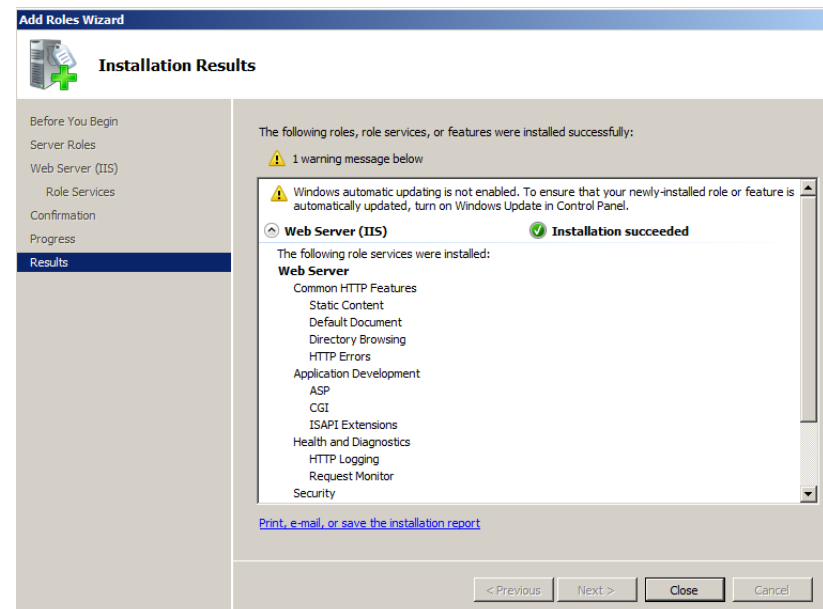 Add Roles Wizard
Installation Results
Before You Begin
Server Roles
Web Server (IIS)
Role Services
Confirmation
Progress
Results
The following roles, role services, or features were installed successfully:
1 warning message below
Windows automatic updating is not enabled. To ensure that your newly-installed role or feature is
automatically updated, turn on Windows Update in Control Panel.
Web Server (IIS) Installation succeeded
The following role services were installed:
Web Server
Common HTTP Features
Static Content
Default Document
Directory Browsing
HTTP Errors
Application Development
ASP
CGI
ISAPI Extensions
Health and Diagnostics
HTTP Logging
Request Monitor
Security
Print, e-mail, or save the installation report
< Previous Next > Close Cancel